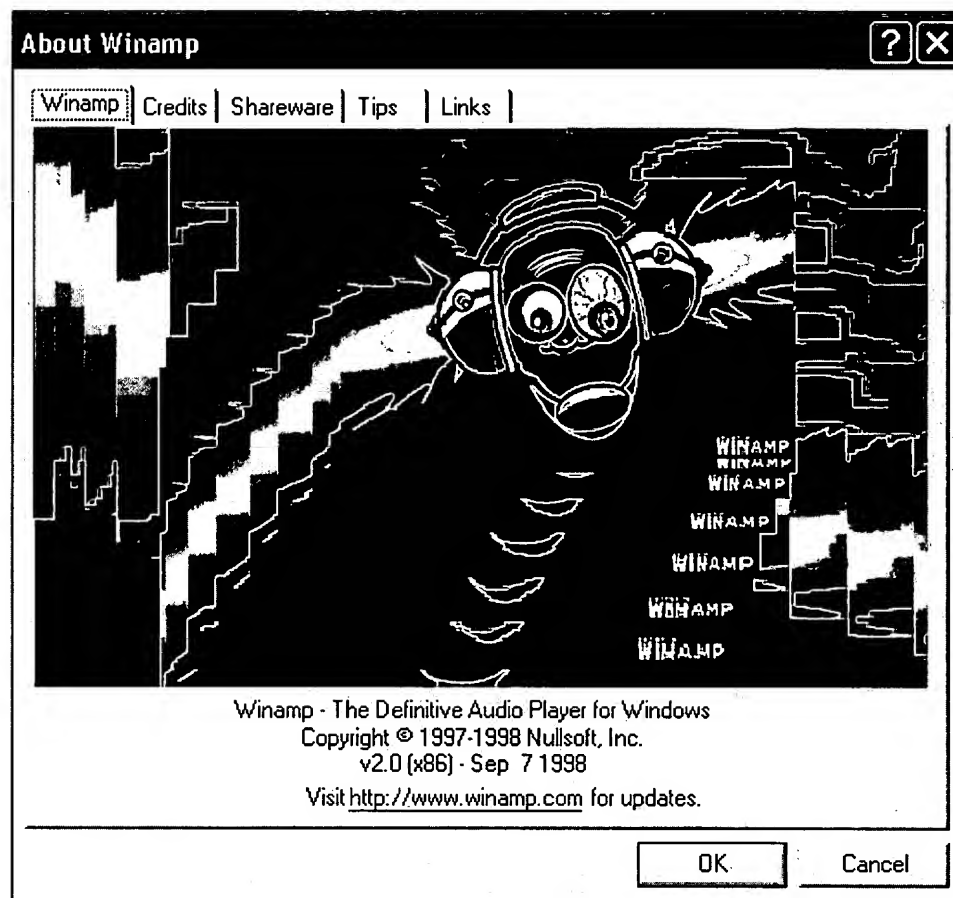 About Winamp
Winamp Credits Shareware Tips Links
WINAMP
WINAMP
WINAMP
WINAMP
WINAMP
WINAMP
WINAMP
Winamp - The Definitive Audio Player for Windows
Copyright © 1997-1998 Nullsoft, Inc.
v2.0 (x86) - Sep 7 1998
Visit http://www.winamp.com for updates.
OK Cancel